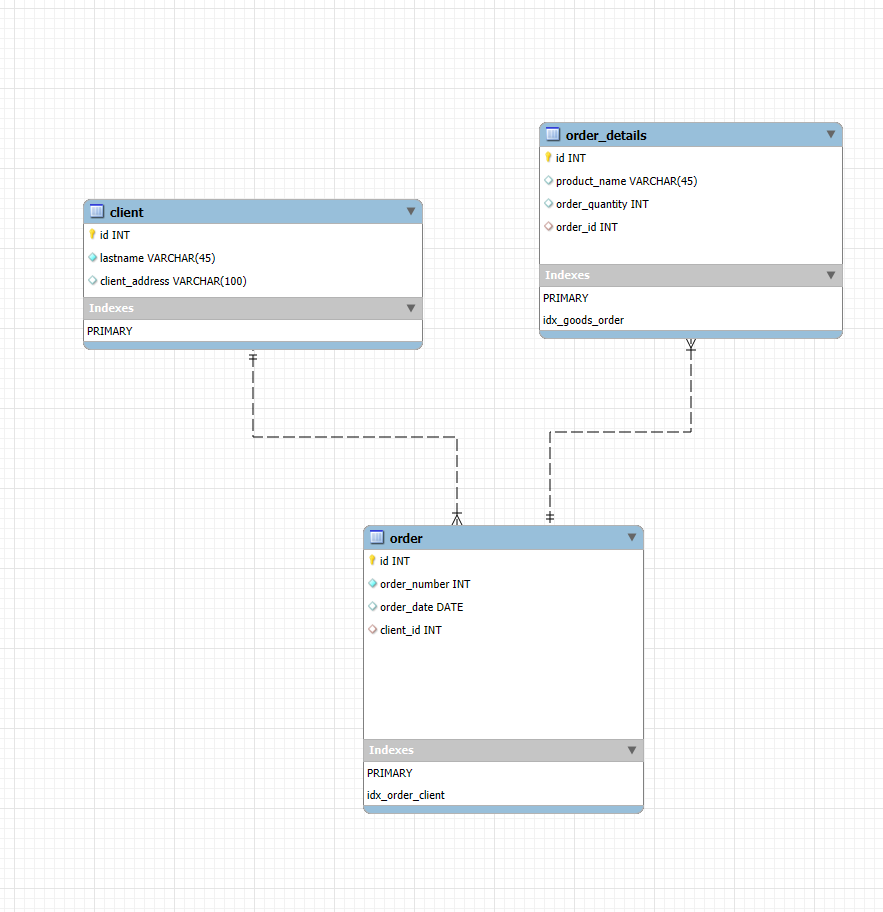 client
id INT
lastname VARCHAR(45)
client_address VARCHAR(100)
Indexes
PRIMARY
order_details
id INT
product_name VARCHAR(45)
order_quantity INT
order_id INT
Indexes
PRIMARY
idx_goods_order
order
id INT
order_number INT
order_date DATE
client_id INT
Indexes
PRIMARY
idx_order_client